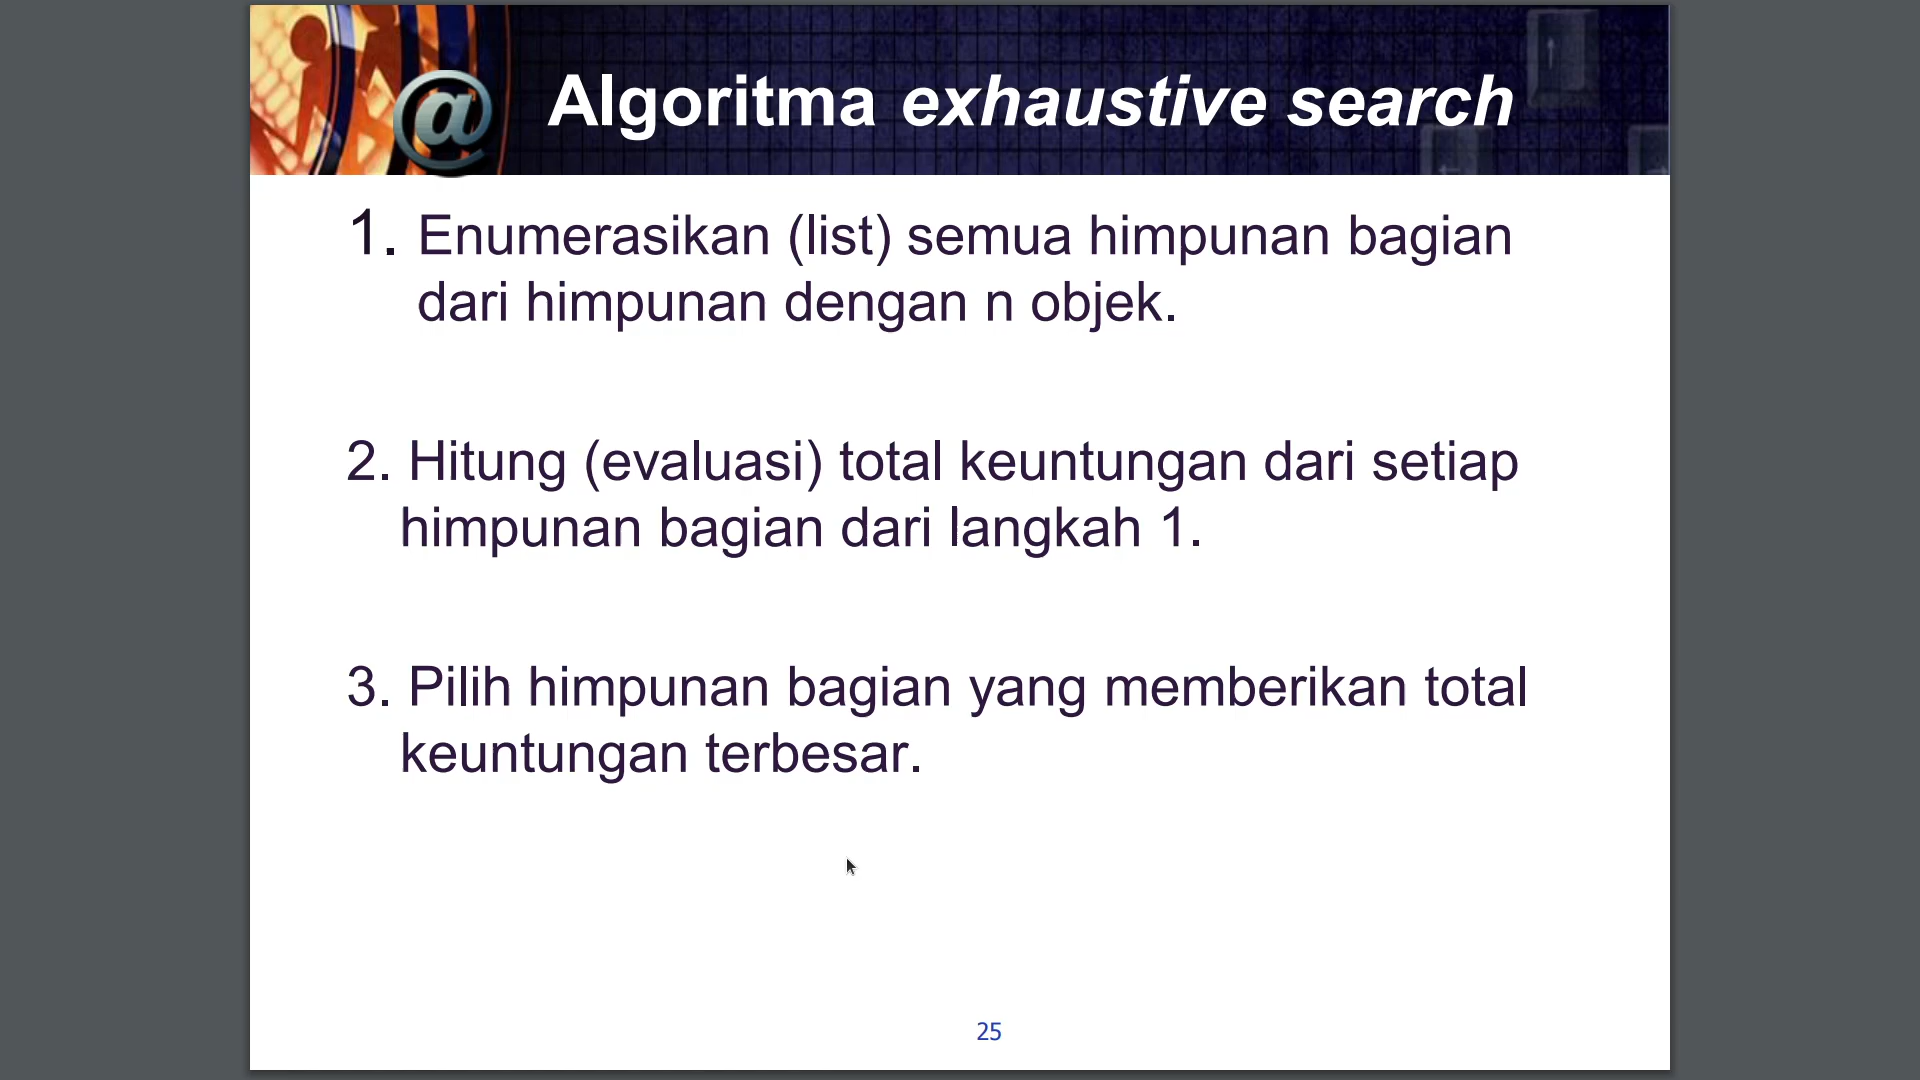 @
Algoritma exhaustive search
1. Enumerasikan (list) semua himpunan bagian
dari himpunan dengan n objek.
2. Hitung (evaluasi) total keuntungan dari setiap
himpunan bagian dari langkah 1.
3. Pilih himpunan bagian yang memberikan total
keuntungan terbesar.
25